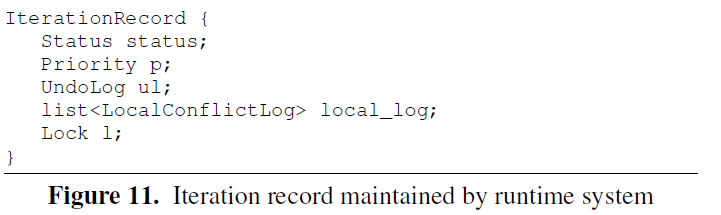 IterationRecord {
Status status;
Priority p;
UndoLog ul;
list<LocalConflictLog> local_log;
Lock l;
}
Figure 11. Iteration record maintained by runtime system